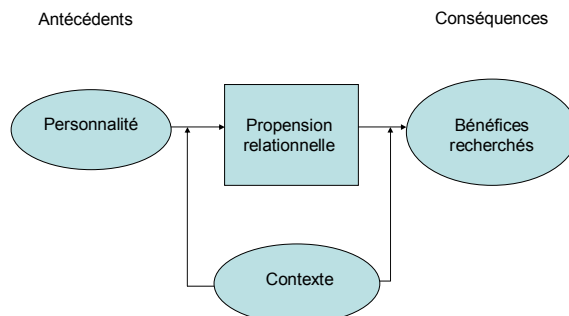 Antécédents
Conséquences
Personnalité
Propension
relationnelle
Bénéfices
recherchés
Contexte